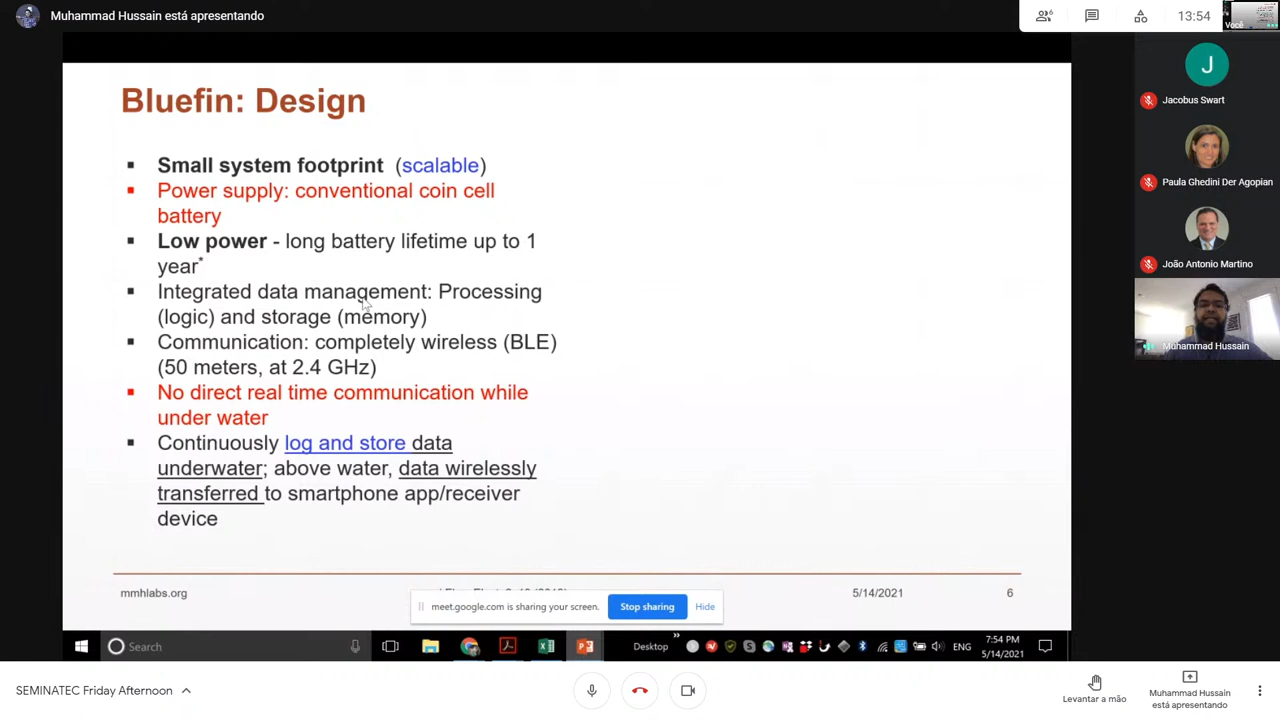 Muhammad Hussain está apresentando
6
13:54
Você
J
Jacobus Swart
Paula Ghedini Der Agopian
João Antonio Martino
Muhammad Hussain
Bluefin: Design
▪ Small system footprint (scalable)
▪ Power supply: conventional coin cell
battery
▪ Low power - long battery lifetime up to 1
year*
▪ Integrated data management: Processing
(logic) and storage (memory)
▪ Communication: completely wireless (BLE)
(50 meters, at 2.4 GHz)
▪ No direct real time communication while
under water
▪ Continuously log and store data
underwater; above water, data wirelessly
transferred to smartphone app/receiver
device
mmhlabs.org
5/14/2021
6
meet.google.com is sharing your screen.
Stop sharing
Hide
Search
Desktop
ENG
7:54 PM
5/14/2021
SEMINATEC Friday Afternoon
Levantar a mão
Muhammad Hussain
está apresentando